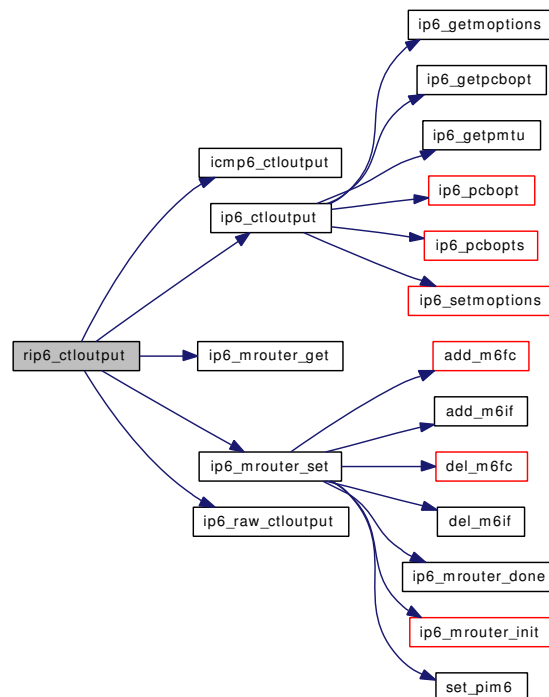 ip6_getmoptions
ip6_getpcbopt
ip6_getpmtu
icmp6_ctloutput
ip6_pcbopt
ip6_ctloutput
ip6_pcbopts
ip6_setmoptions
rip6_ctloutput
ip6_mrouter_get
add_m6fc
add_m6if
ip6_mrouter_set
del_m6fc
ip6_raw_ctloutput
del_m6if
ip6_mrouter_done
ip6_mrouter_init
set_pim6